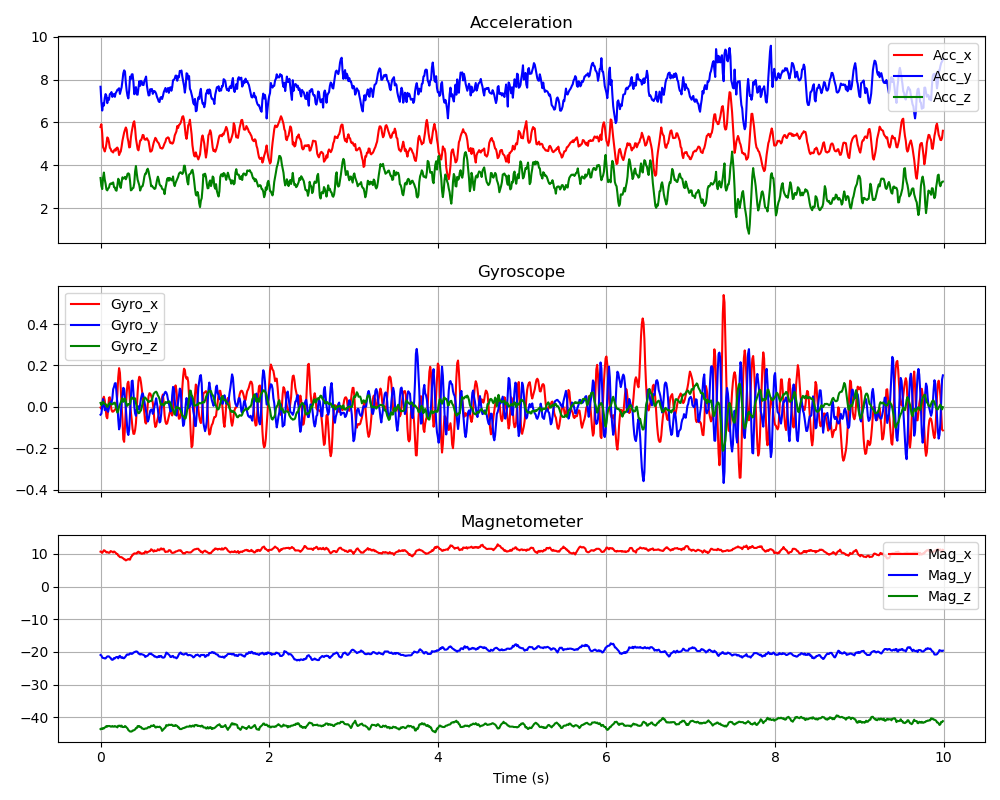 Acceleration
10
8
6
4
2
Acc_x
Acc_y
Acc_z
Gyroscope
0.4
0.2
0.0
−0.2
−0.4
Gyro_x
Gyro_y
Gyro_z
Magnetometer
10
0
−10
−20
−30
−40
Mag_x
Mag_y
Mag_z
0 2 4 6 8 10
Time (s)